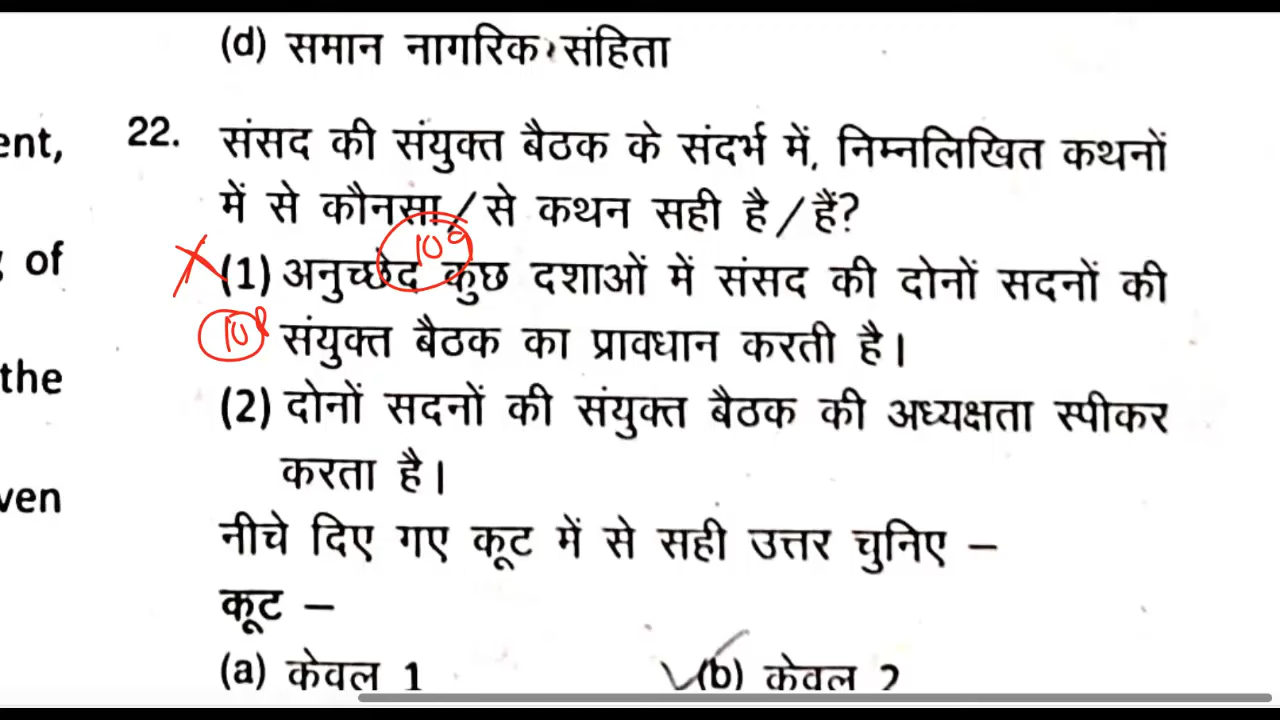 (d) समान नागरिक संहिता
ent,
22. संसद की संयुक्त बैठक के संदर्भ में, निम्नलिखित कथनों
में से कौनसा/से कथन सही है/हैं?
of
(1) अनुच्छेद कुछ दशाओं में संसद की दोनों सदनों की
संयुक्त बैठक का प्रावधान करती है।
the
(2) दोनों सदनों की संयुक्त बैठक की अध्यक्षता स्पीकर
करता है।
ven
नीचे दिए गए कूट में से सही उत्तर चुनिए –
कूट –
(a) केवल 1 (b) केवल 2